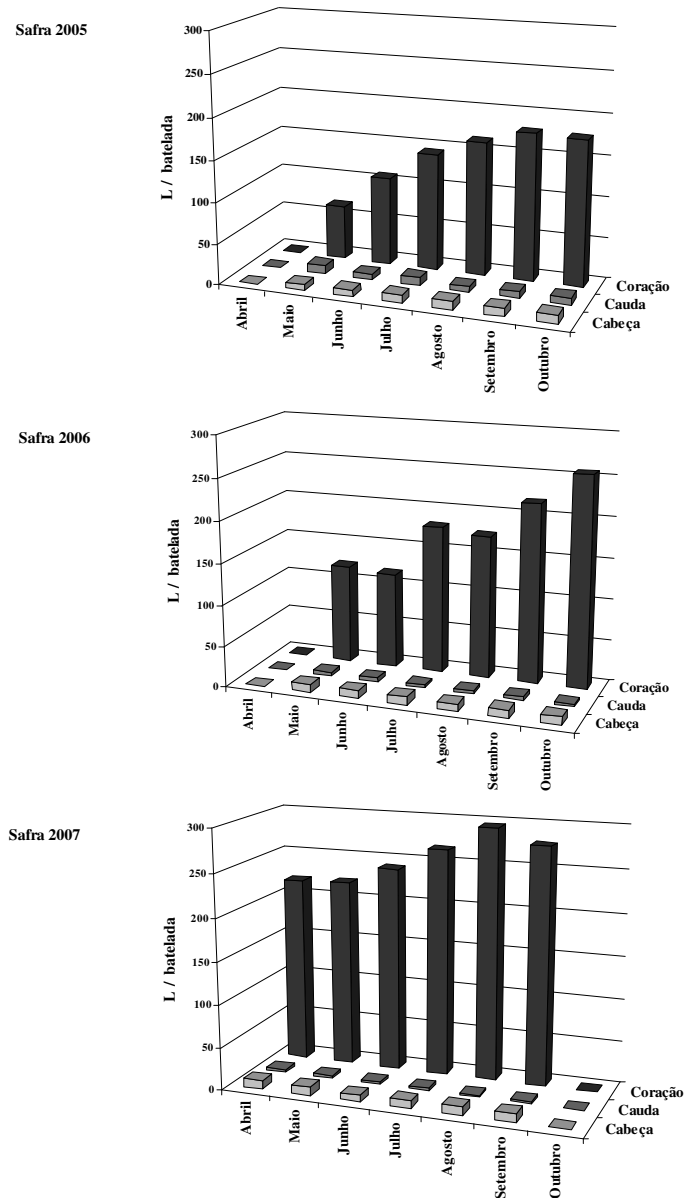 Safra 2005
300
250
200
150
100
50
0
L / batelada
Abril
Maio
Junho
Julho
Agosto
Setembro
Outubro
Coração
Cauda
Cabeça
Safra 2006
300
250
200
150
100
50
0
L / batelada
Abril
Maio
Junho
Julho
Agosto
Setembro
Outubro
Coração
Cauda
Cabeça
Safra 2007
300
250
200
150
100
50
0
L / batelada
Abril
Maio
Junho
Julho
Agosto
Setembro
Outubro
Coração
Cauda
Cabeça